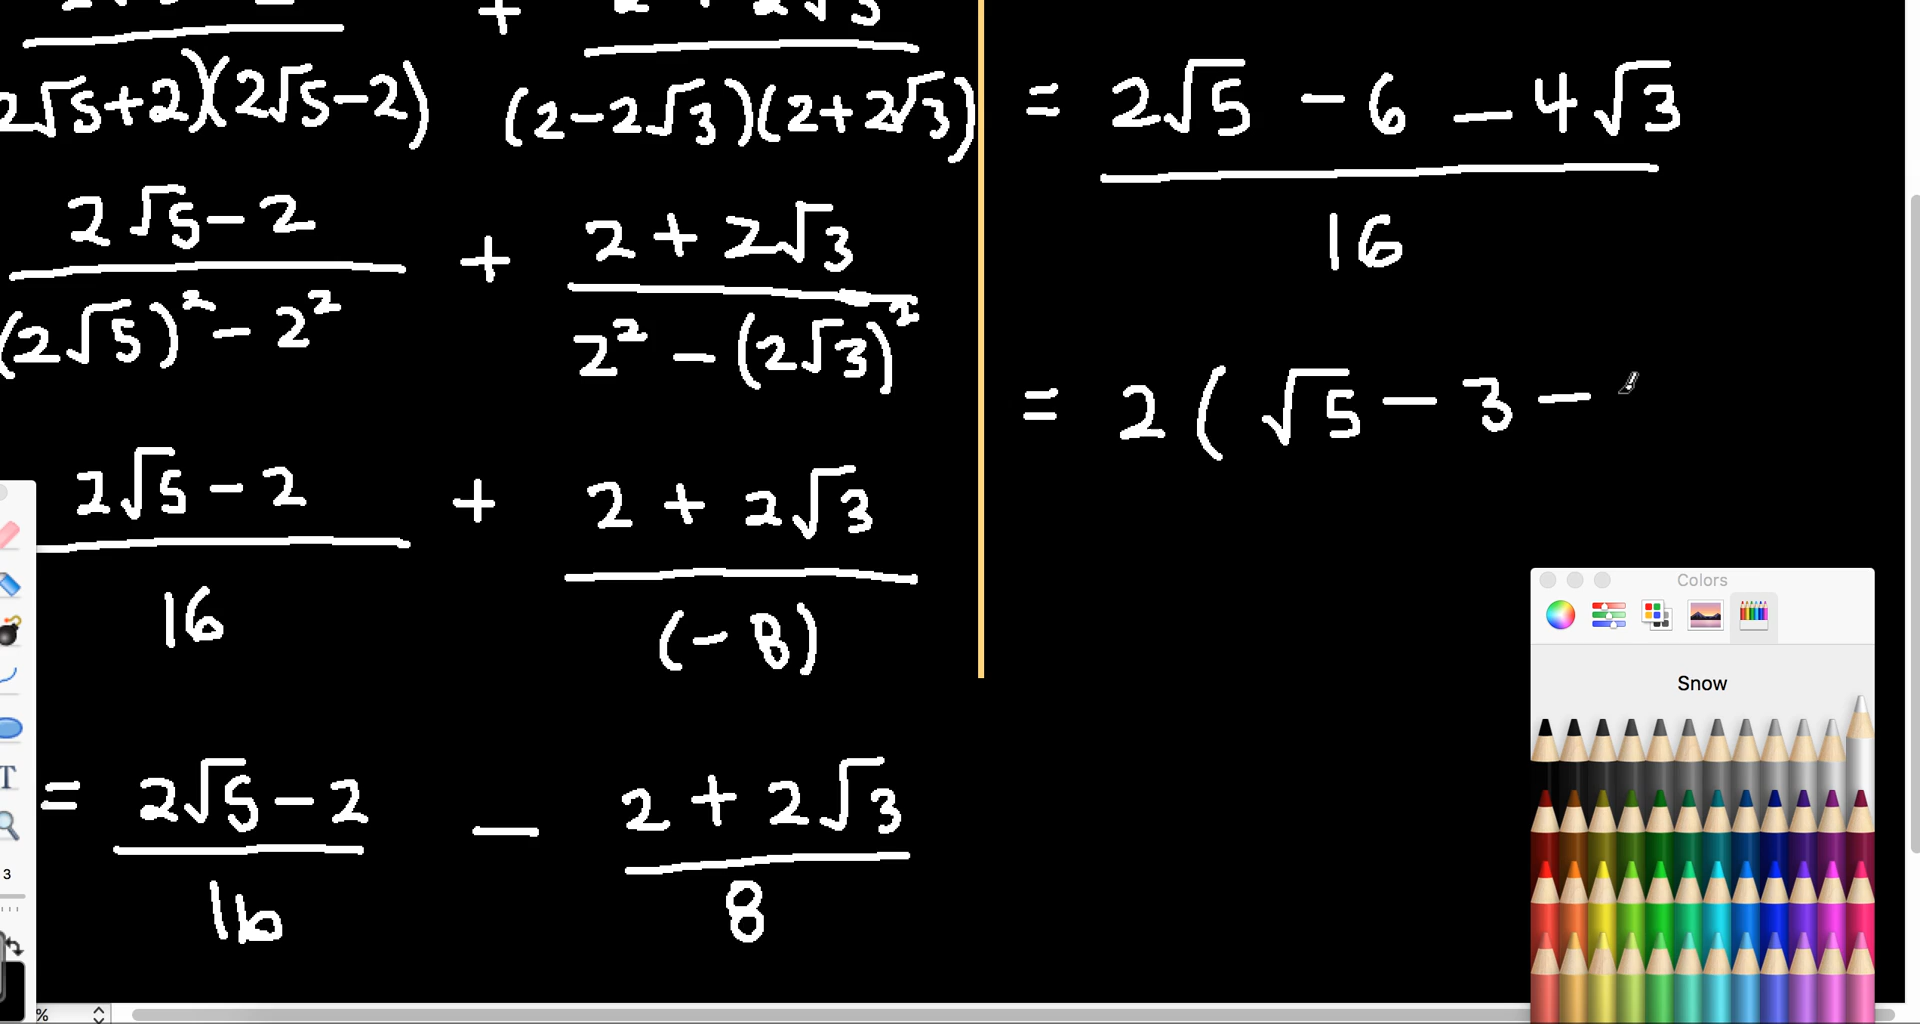 2√5+2)(2√5−2)
(2−2√3)(2+2√3)
(2√5−2)/((2√5)²−2²) + (2+2√3)/(2²−(2√3)²)
(2√5−2)/16 + (2+2√3)/(−8)
= (2√5−2)/16 − (2+2√3)/8
= (2√5−6−4√3)/16
= 2(√5−3−
Colors
Snow
T
3
%